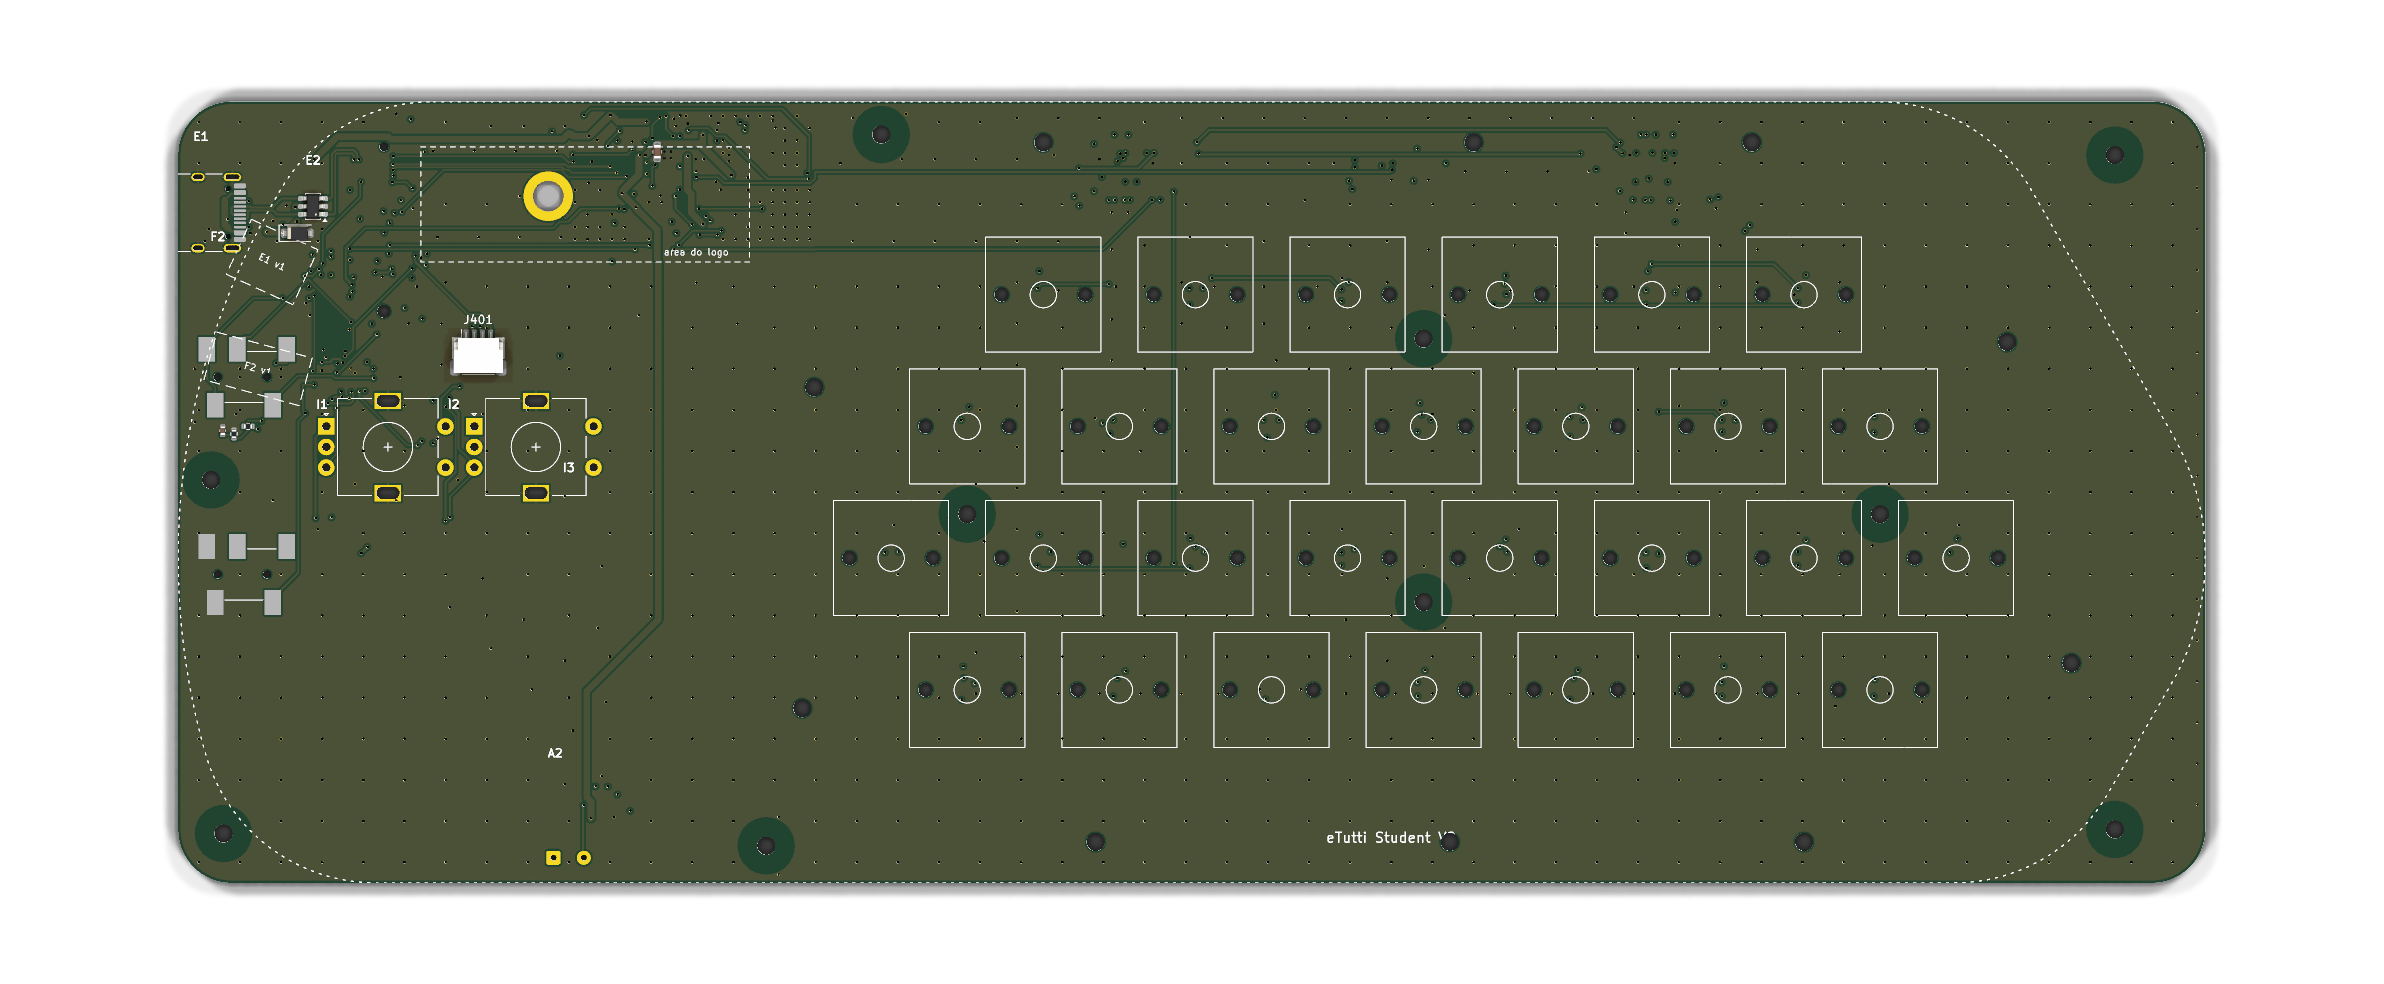 E1
E2
F2
area do logo
E1 v1
J401
F2 v1
I1
I2
I3
A2
eTutti Student